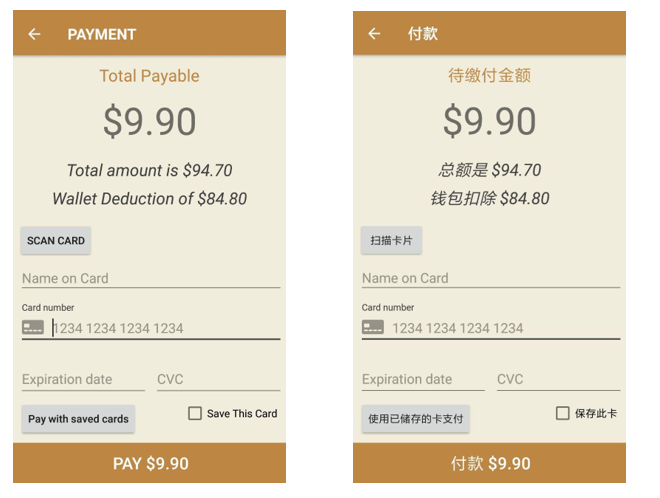 PAYMENT
Total Payable
$9.90
Total amount is $94.70
Wallet Deduction of $84.80
SCAN CARD
Name on Card
Card number
1234 1234 1234 1234
Expiration date CVC
Pay with saved cards Save This Card
PAY $9.90
付款
待缴付金额
$9.90
总额是 $94.70
钱包扣除 $84.80
扫描卡片
Name on Card
Card number
1234 1234 1234 1234
Expiration date CVC
使用已储存的卡支付 保存此卡
付款 $9.90